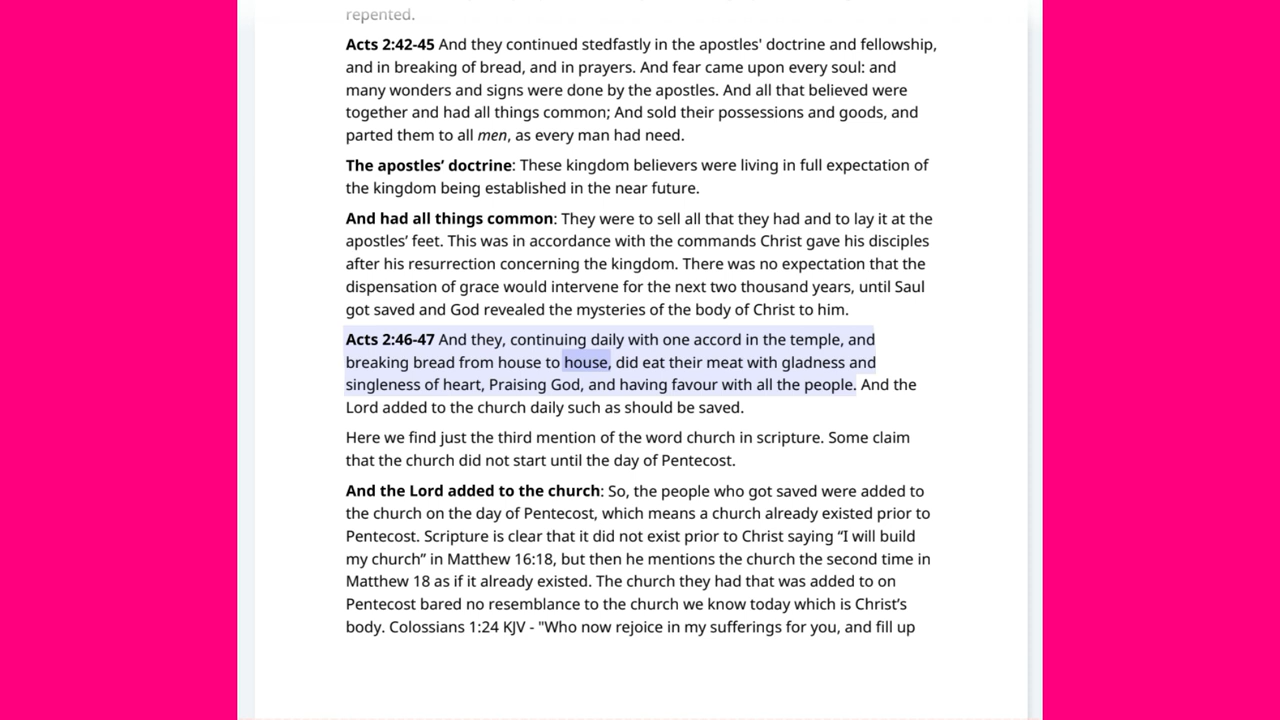 repented.
Acts 2:42-45 And they continued stedfastly in the apostles' doctrine and fellowship,
and in breaking of bread, and in prayers. And fear came upon every soul: and
many wonders and signs were done by the apostles. And all that believed were
together and had all things common; And sold their possessions and goods, and
parted them to all men, as every man had need.
The apostles’ doctrine: These kingdom believers were living in full expectation of
the kingdom being established in the near future.
And had all things common: They were to sell all that they had and to lay it at the
apostles’ feet. This was in accordance with the commands Christ gave his disciples
after his resurrection concerning the kingdom. There was no expectation that the
dispensation of grace would intervene for the next two thousand years, until Saul
got saved and God revealed the mysteries of the body of Christ to him.
Acts 2:46-47 And they, continuing daily with one accord in the temple, and
breaking bread from house to house, did eat their meat with gladness and
singleness of heart, Praising God, and having favour with all the people. And the
Lord added to the church daily such as should be saved.
Here we find just the third mention of the word church in scripture. Some claim
that the church did not start until the day of Pentecost.
And the Lord added to the church: So, the people who got saved were added to
the church on the day of Pentecost, which means a church already existed prior to
Pentecost. Scripture is clear that it did not exist prior to Christ saying “I will build
my church” in Matthew 16:18, but then he mentions the church the second time in
Matthew 18 as if it already existed. The church they had that was added to on
Pentecost bared no resemblance to the church we know today which is Christ’s
body. Colossians 1:24 KJV - "Who now rejoice in my sufferings for you, and fill up